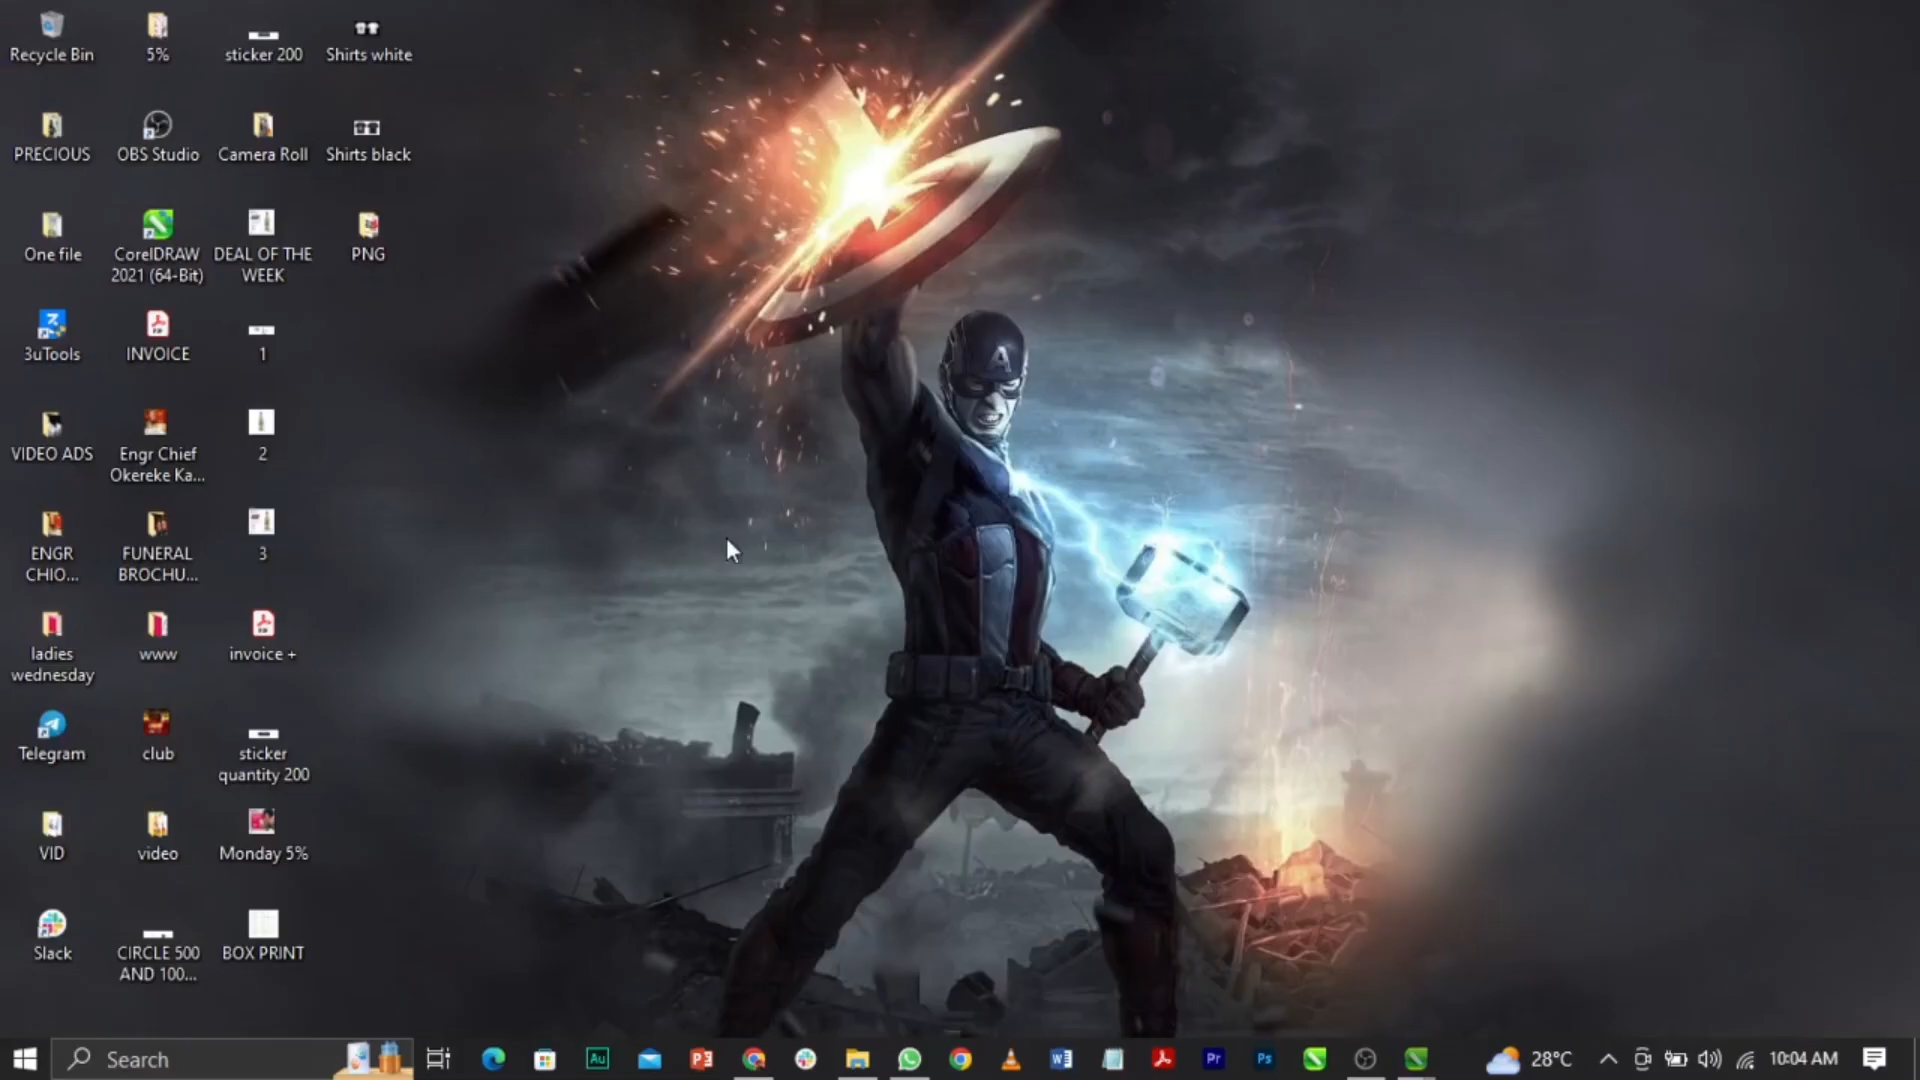 Recycle Bin
5%
sticker 200
Shirts white
PRECIOUS
OBS Studio
Camera Roll
Shirts black
One file
CorelDRAW
2021 (64-Bit)
DEAL OF THE
WEEK
PNG
3uTools
INVOICE
1
VIDEO ADS
Engr Chief
Okereke Ka...
2
ENGR
CHIO...
FUNERAL
BROCHU...
3
ladies
wednesday
www
invoice +
Telegram
club
sticker
quantity 200
VID
video
Monday 5%
Slack
CIRCLE 500
AND 100...
BOX PRINT
A
Search
Au
P
W
Pr
Ps
28°C
10:04 AM